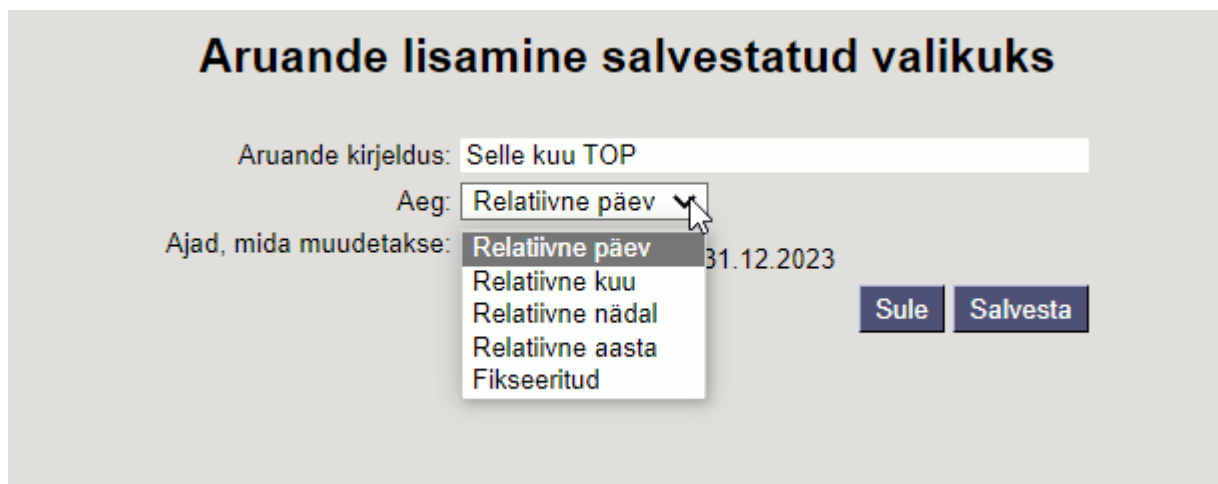 Aruande lisamine salvestatud valikuks
Aruande kirjeldus: Selle kuu TOP
Aeg: Relatiivne päev
Ajad, mida muudetakse:
31.12.2023
Relatiivne päev
Relatiivne kuu
Relatiivne nädal
Relatiivne aasta
Fikseeritud
Sule Salvesta